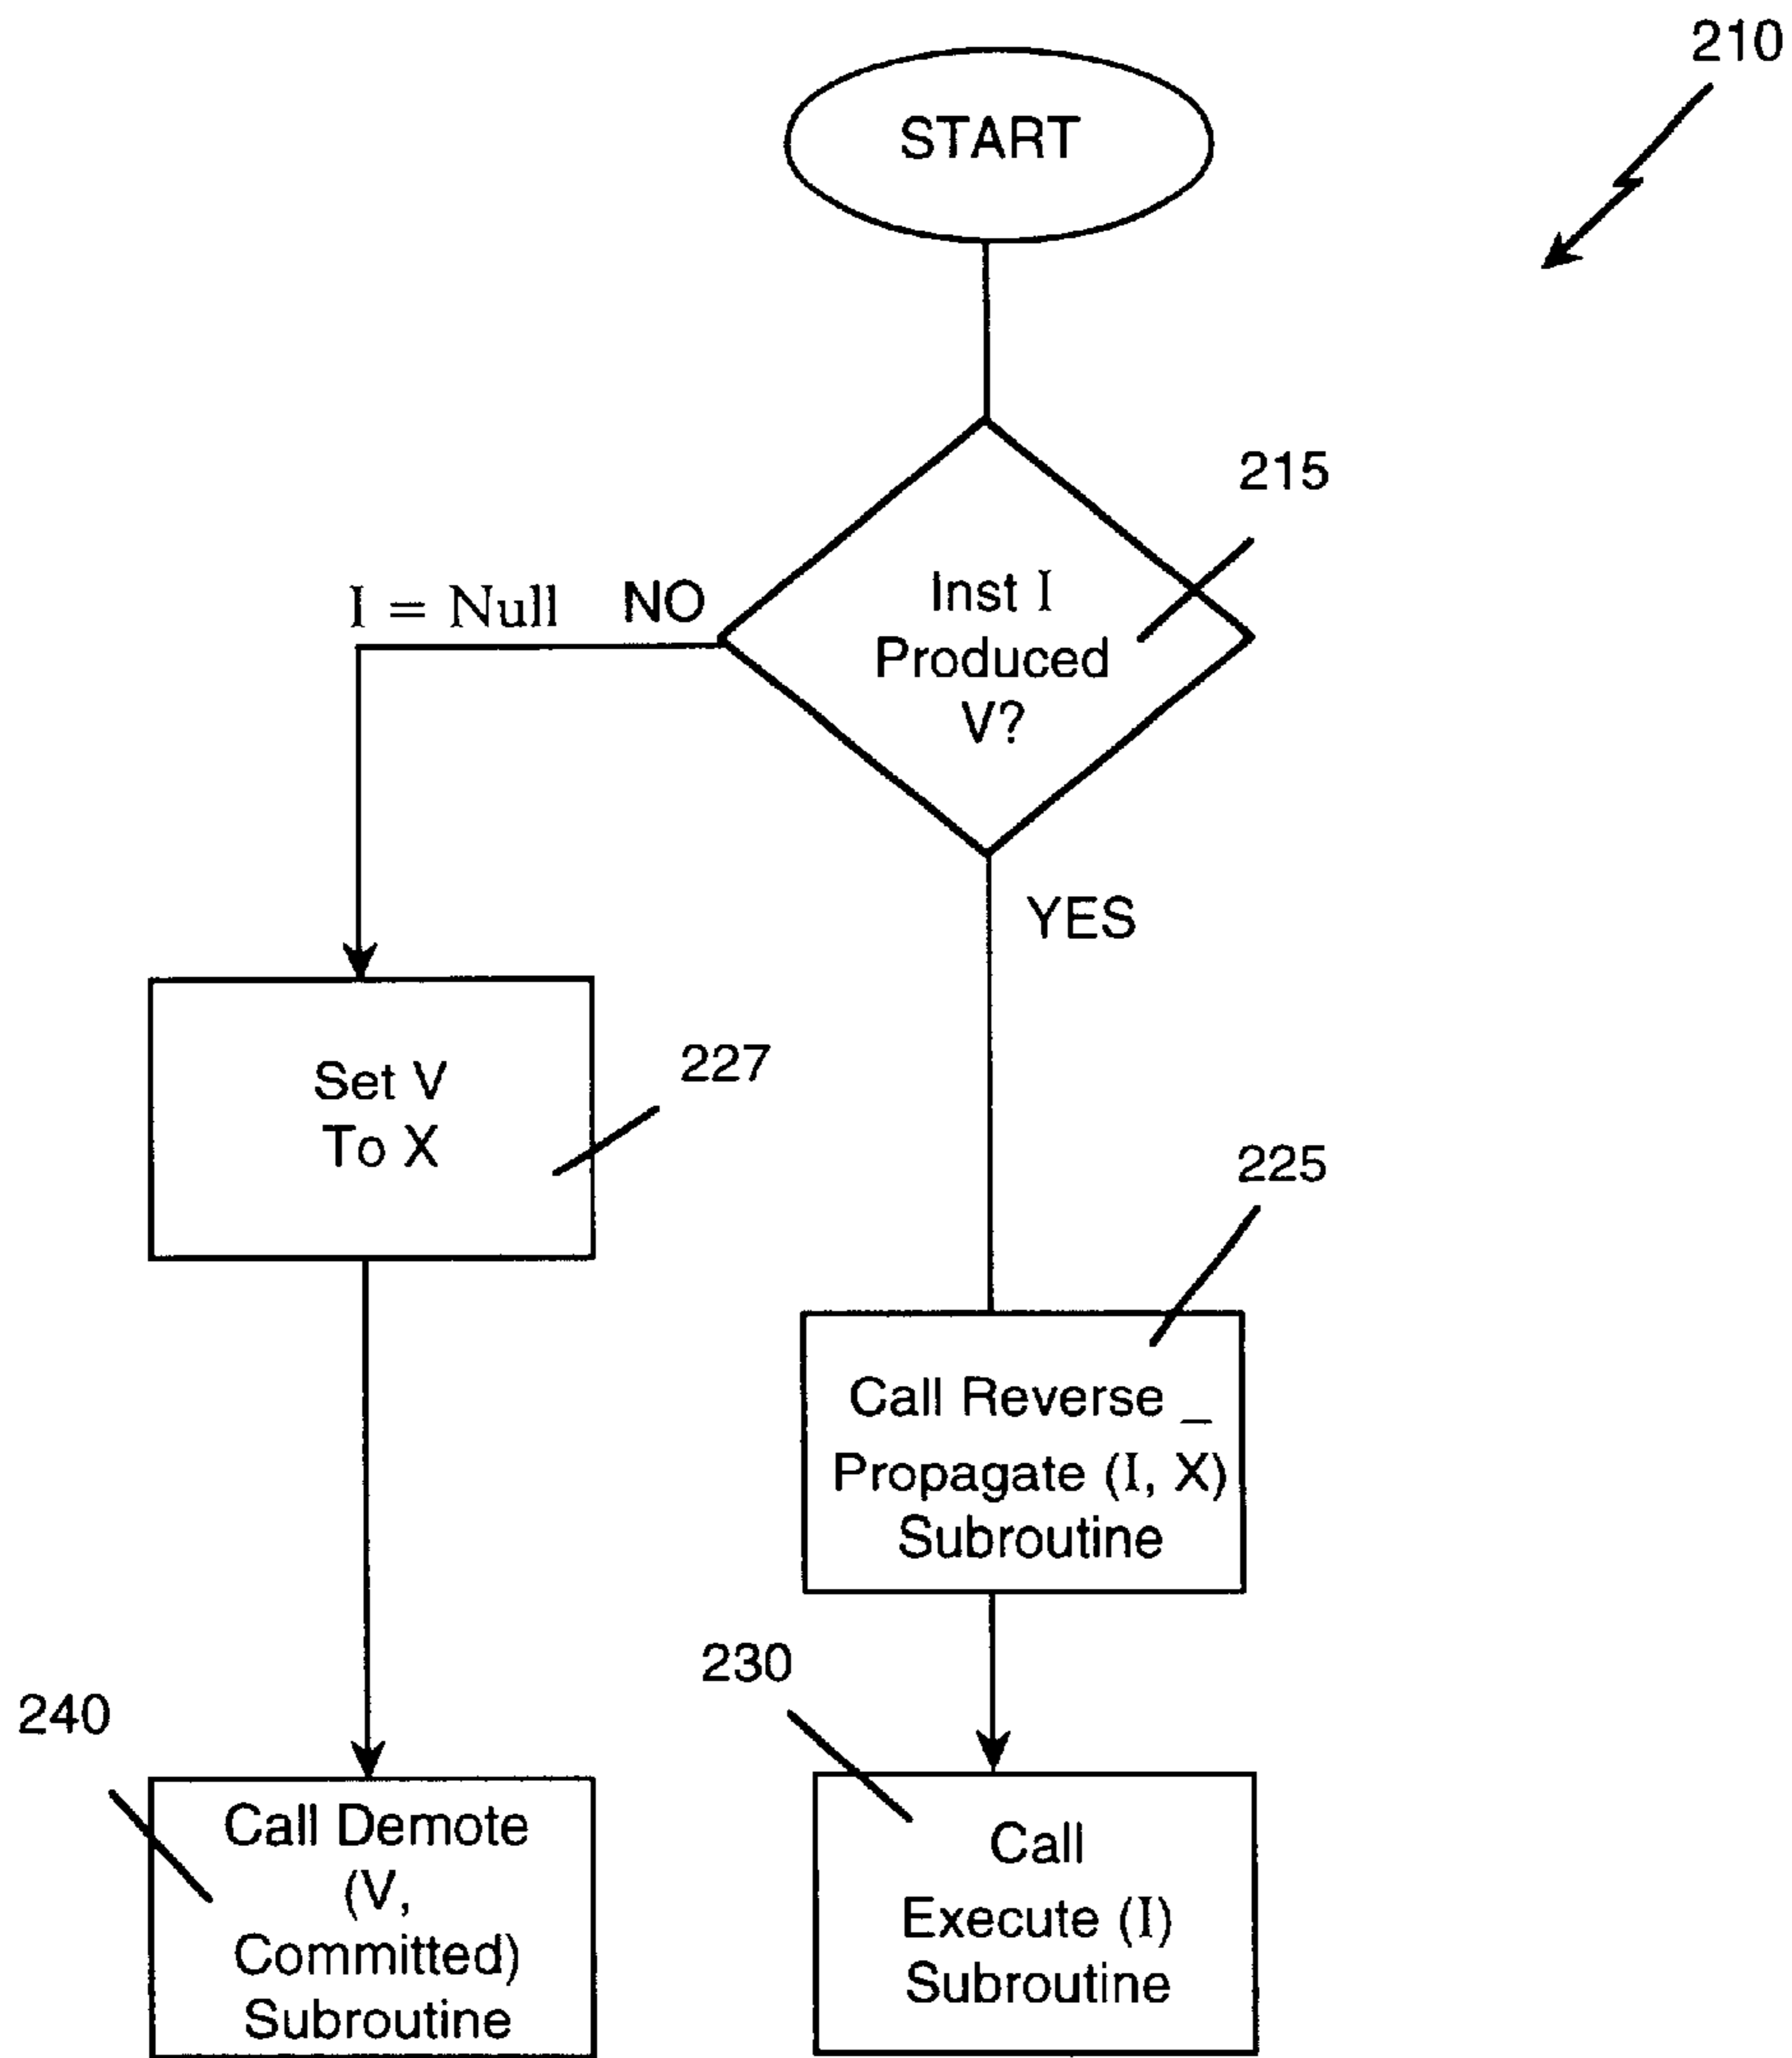 210
START
215
Inst I
Produced
V?
I = Null NO
YES
Set V
To X
227
225
Call Reverse _
Propagate (I, X)
Subroutine
230
240
Call Demote
(V,
Committed)
Subroutine
Call
Execute (I)
Subroutine